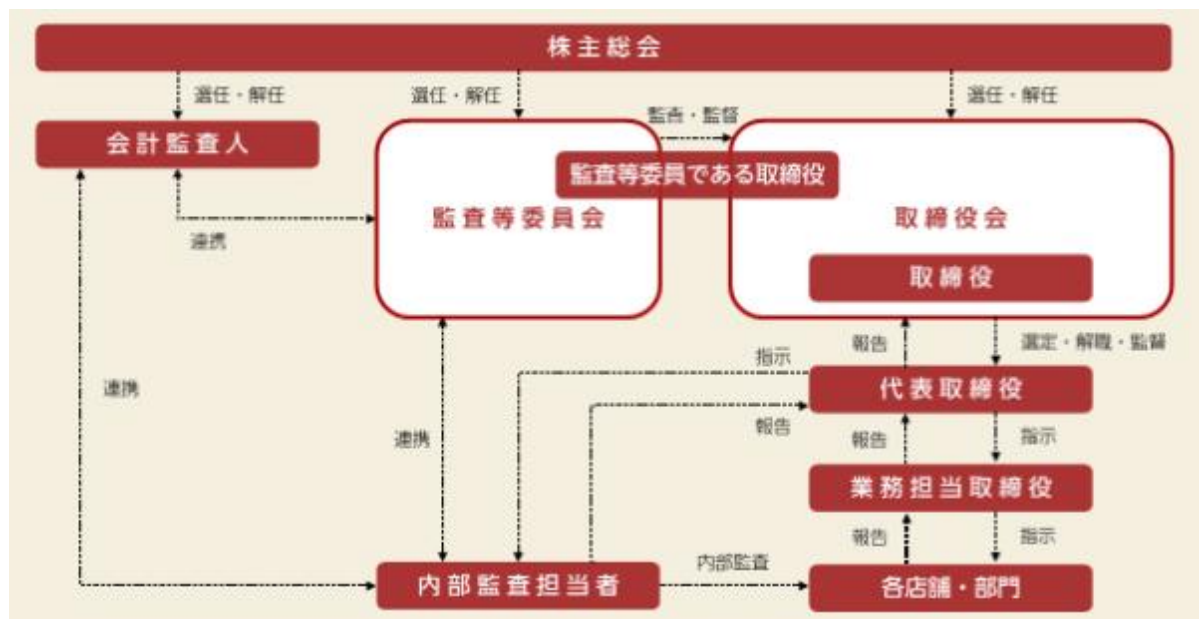 株主総会
選任・解任
選任・解任
選任・解任
監査・監督
会計監査人
監査等委員である取締役
監査等委員会
取締役会
連携
取締役
報告
選定・解職・監督
指示
代表取締役
連携
報告
連携
報告
指示
業務担当取締役
報告
指示
内部監査
内部監査担当者
各店舗・部門